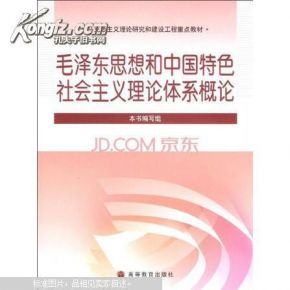 Kongfz.com
孔夫子旧书网
主义理论研究和建设工程重点教材
毛泽东思想和中国特色
社会主义理论体系概论
本书编写组
JD.COM 京东
高等教育出版社